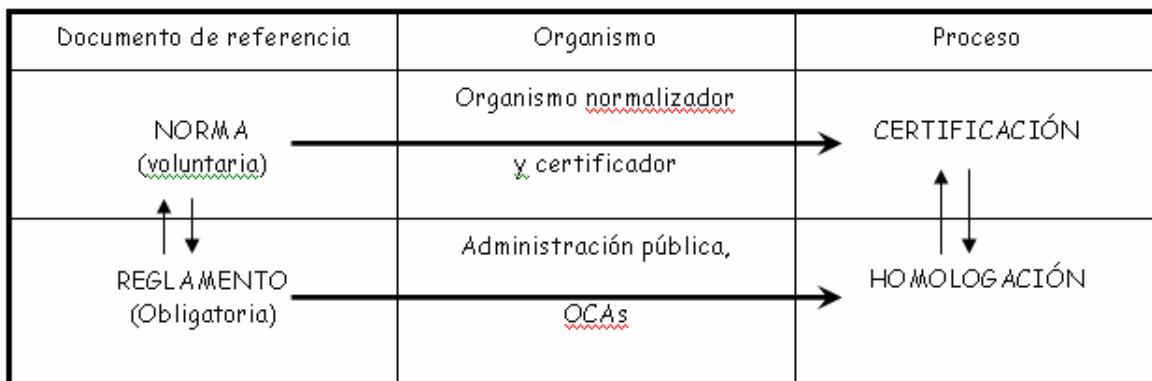 Documento de referencia
Organismo
Proceso
NORMA
(voluntaria)
Organismo normalizador
y certificador
CERTIFICACIÓN
REGLAMENTO
(Obligatoria)
Administración pública,
OCAs
HOMOLOGACIÓN